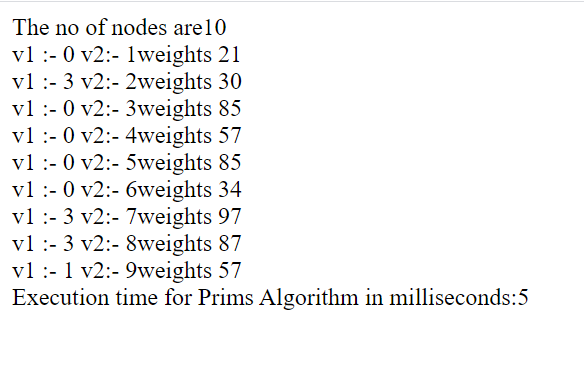 The no of nodes are10
v1 :- 0 v2:- 1weights 21
v1 :- 3 v2:- 2weights 30
v1 :- 0 v2:- 3weights 85
v1 :- 0 v2:- 4weights 57
v1 :- 0 v2:- 5weights 85
v1 :- 0 v2:- 6weights 34
v1 :- 3 v2:- 7weights 97
v1 :- 3 v2:- 8weights 87
v1 :- 1 v2:- 9weights 57
Execution time for Prims Algorithm in milliseconds:5